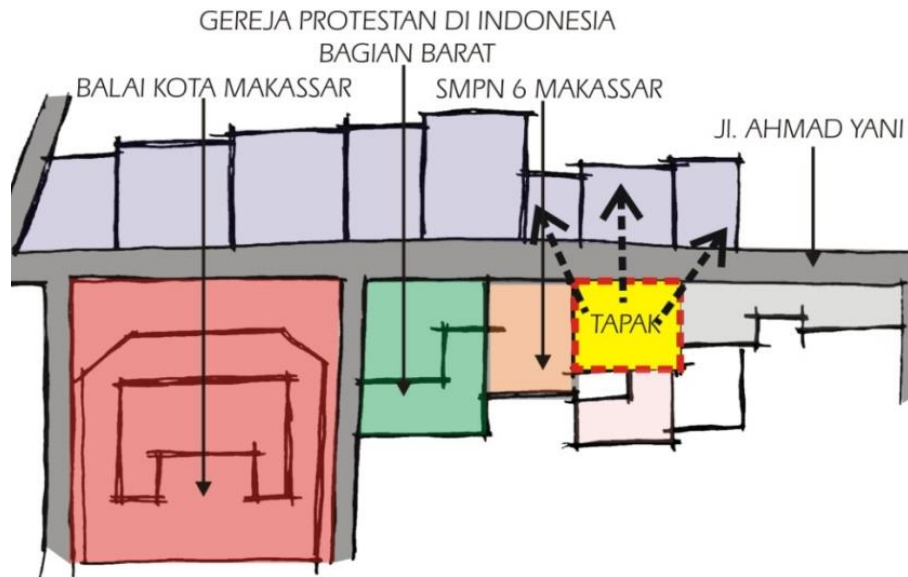 GEREJA PROTESTAN DI INDONESIA
BAGIAN BARAT
BALAI KOTA MAKASSAR
SMPN 6 MAKASSAR
Jl. AHMAD YANI
TAPAK